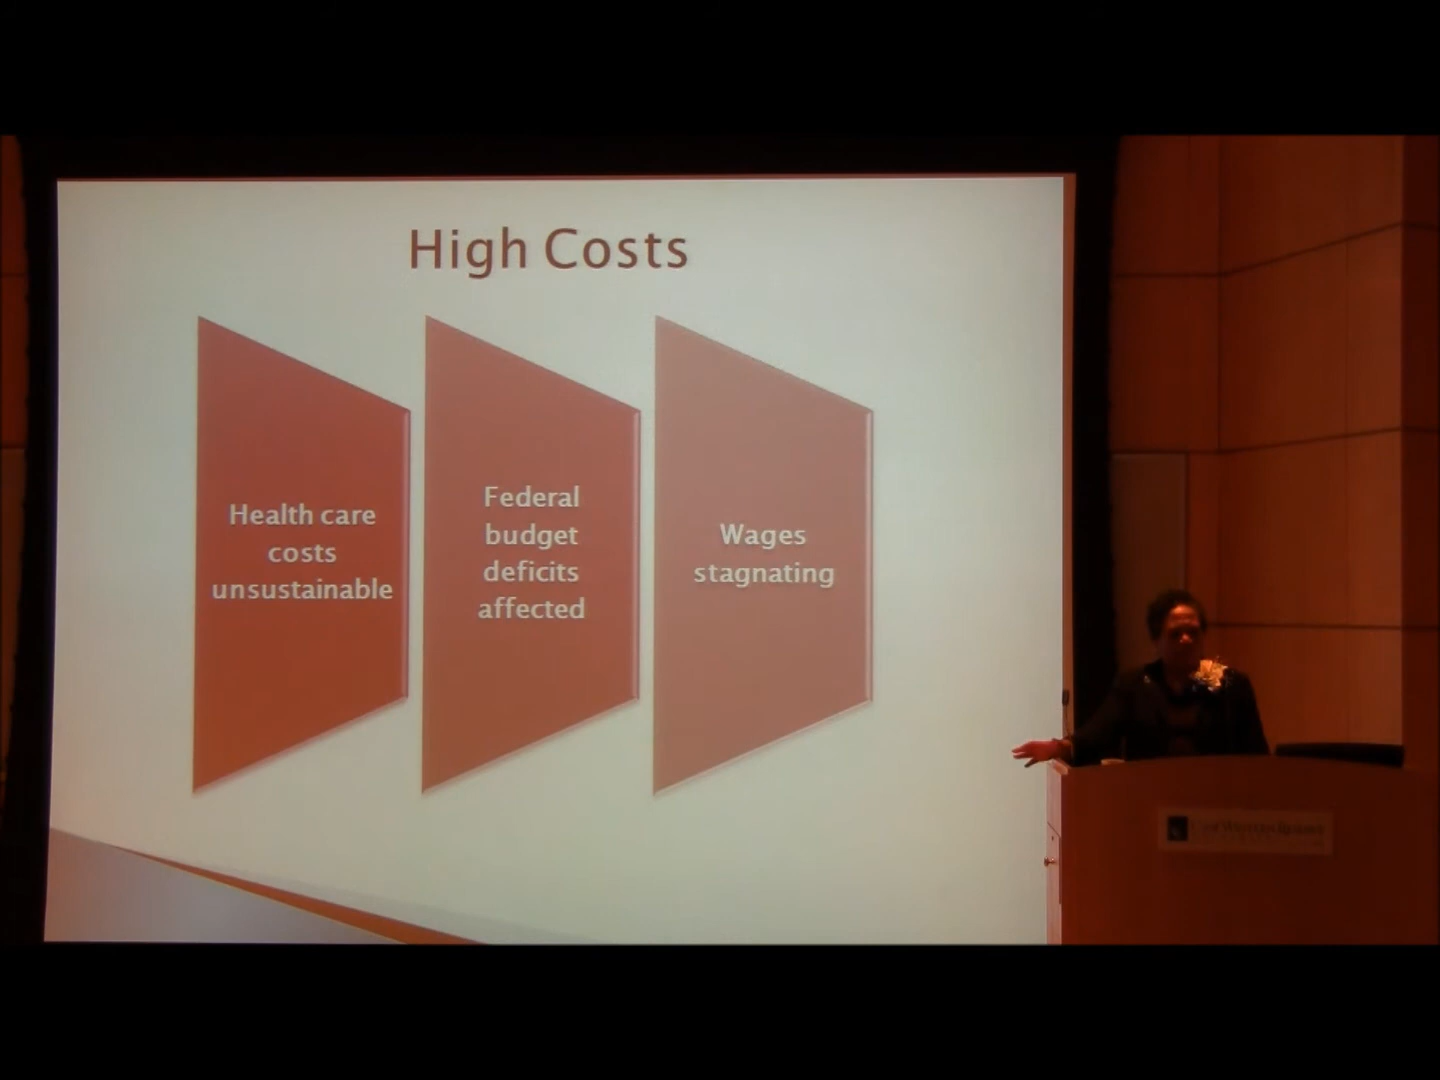 High Costs
Health care
costs
unsustainable
Federal
budget
deficits
affected
Wages
stagnating